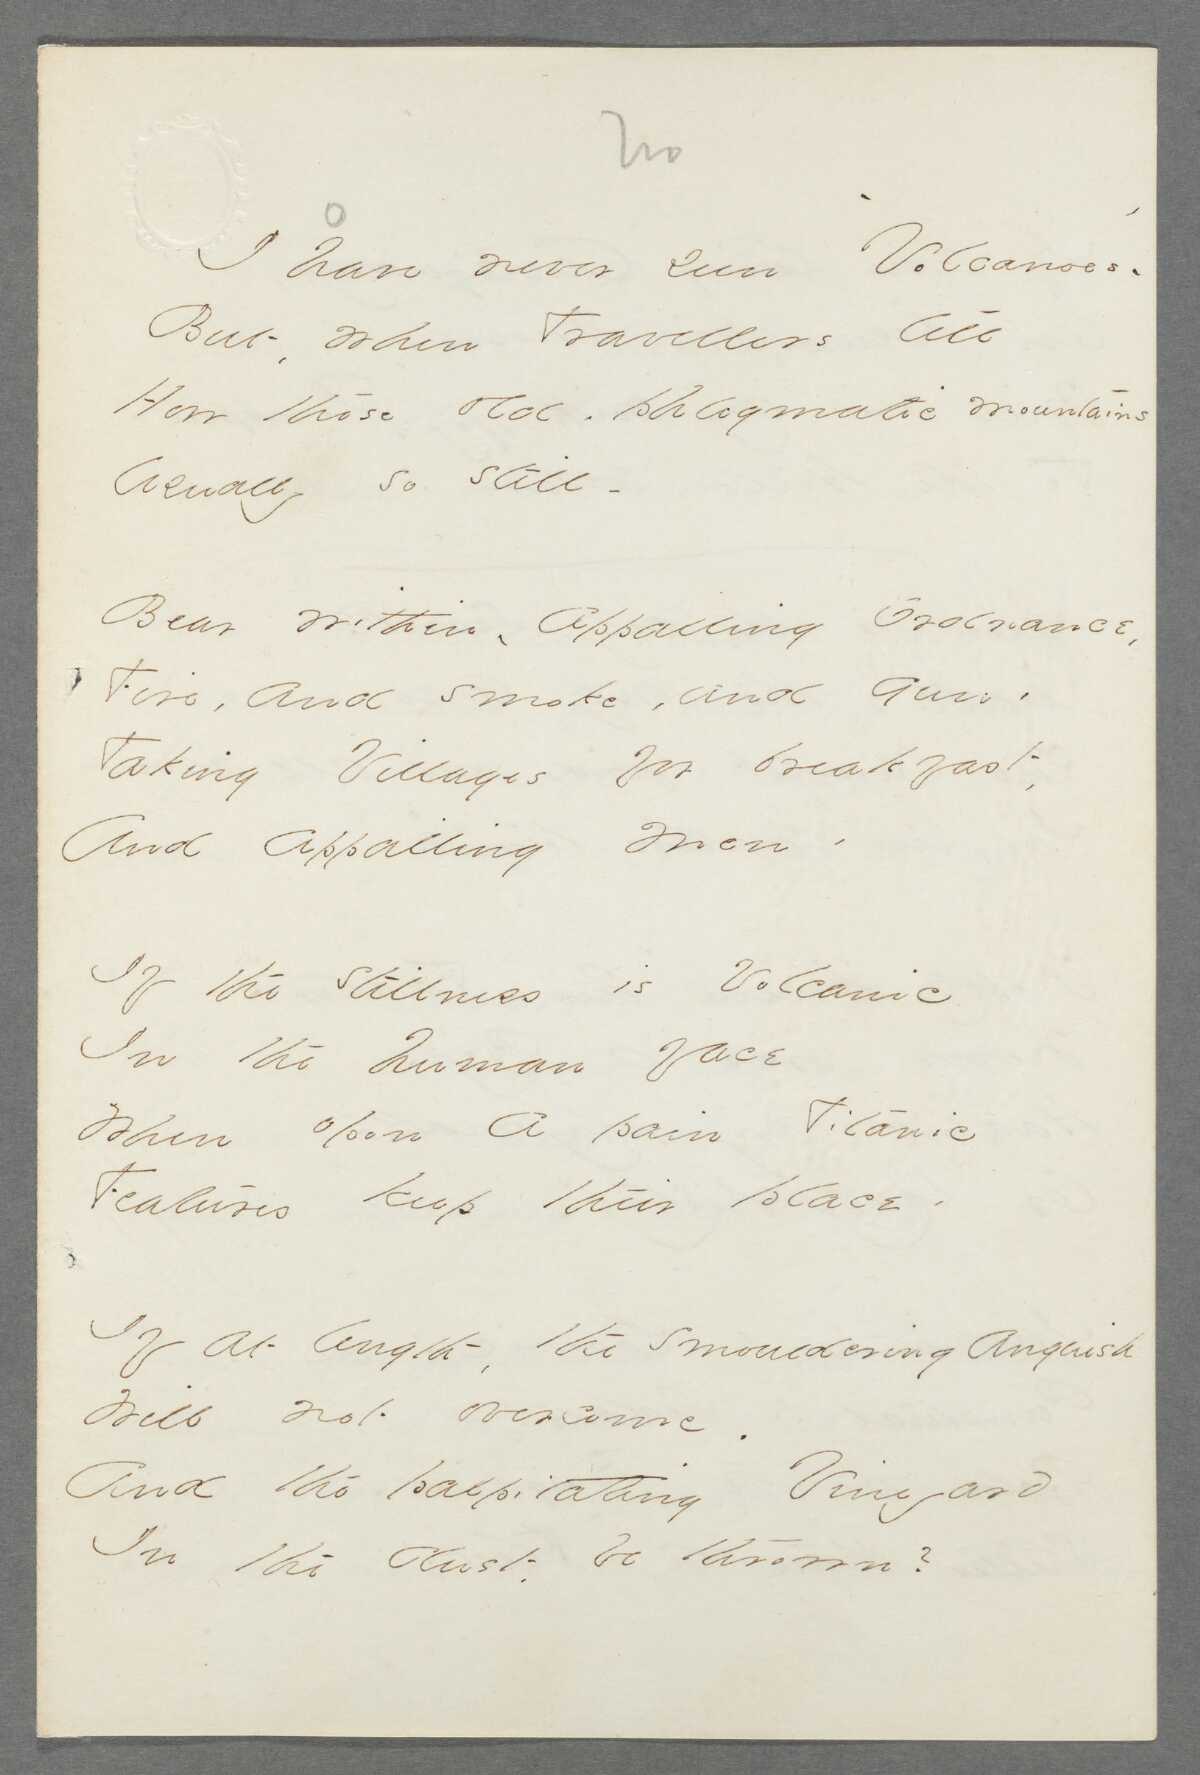 No
I have never seen "Volcanoes"-
But, when Travellers tell
How those old - phlegmatic mountains
Usually so still -
Bear within, Appalling Ordnance,
Fire, and smoke, and gun -
Taking Villages for breakfast,
And appalling Men -
If the stillness is Volcanic
In the human face
When opon a pain Titanic
Features keep their place -
If at length, the smouldering anguish
Will not overcome,
And the palpitating Vineyard
In the dust, be thrown?